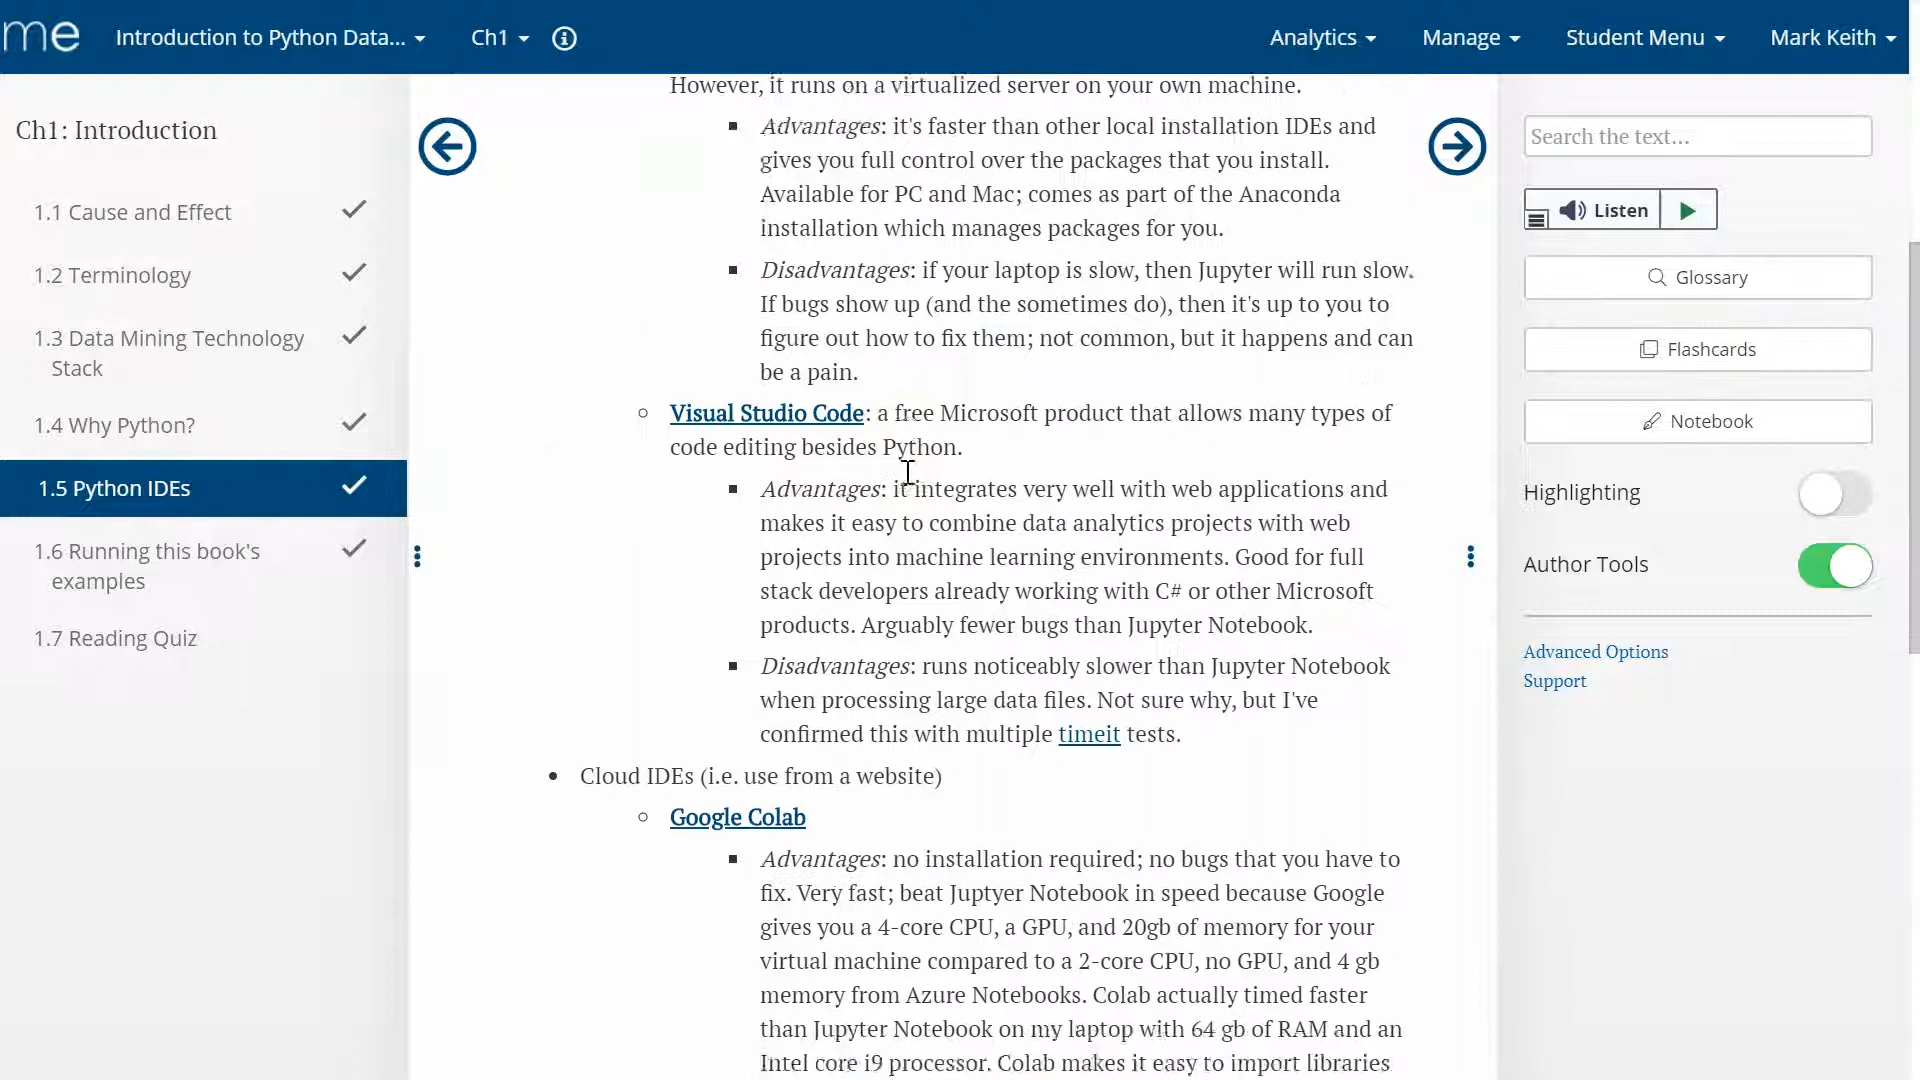 me Introduction to Python Data... Ch1 Analytics Manage Student Menu Mark Keith
Ch1: Introduction
1.1 Cause and Effect
1.2 Terminology
1.3 Data Mining Technology
Stack
1.4 Why Python?
1.5 Python IDEs
1.6 Running this book's
examples
1.7 Reading Quiz
However, it runs on a virtualized server on your own machine.
Advantages: it's faster than other local installation IDEs and
gives you full control over the packages that you install.
Available for PC and Mac; comes as part of the Anaconda
installation which manages packages for you.
Disadvantages: if your laptop is slow, then Jupyter will run slow.
If bugs show up (and the sometimes do), then it's up to you to
figure out how to fix them; not common, but it happens and can
be a pain.
Visual Studio Code: a free Microsoft product that allows many types of
code editing besides Python.
Advantages: it integrates very well with web applications and
makes it easy to combine data analytics projects with web
projects into machine learning environments. Good for full
stack developers already working with C# or other Microsoft
products. Arguably fewer bugs than Jupyter Notebook.
Disadvantages: runs noticeably slower than Jupyter Notebook
when processing large data files. Not sure why, but I've
confirmed this with multiple timeit tests.
Cloud IDEs (i.e. use from a website)
Google Colab
Advantages: no installation required; no bugs that you have to
fix. Very fast; beat Juptyer Notebook in speed because Google
gives you a 4-core CPU, a GPU, and 20gb of memory for your
virtual machine compared to a 2-core CPU, no GPU, and 4 gb
memory from Azure Notebooks. Colab actually timed faster
than Jupyter Notebook on my laptop with 64 gb of RAM and an
Intel core i9 processor. Colab makes it easy to import libraries
Search the text...
Listen
Glossary
Flashcards
Notebook
Highlighting
Author Tools
Advanced Options
Support